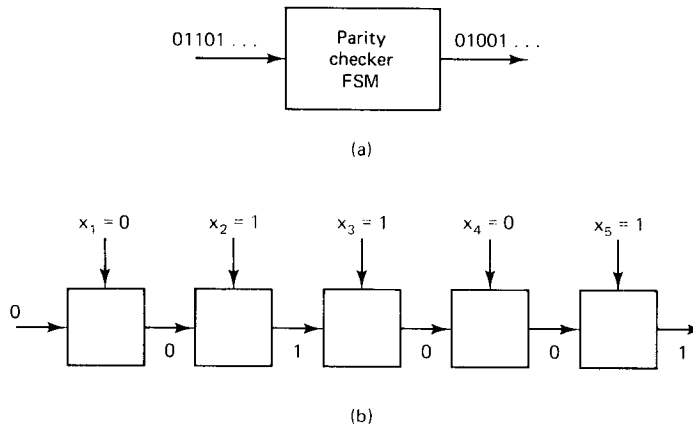 01101 ...
Parity
checker
FSM
01001 ...
(a)
x₁ = 0
x₂ = 1
x₃ = 1
x₄ = 0
x₅ = 1
0
0
1
0
0
1
(b)